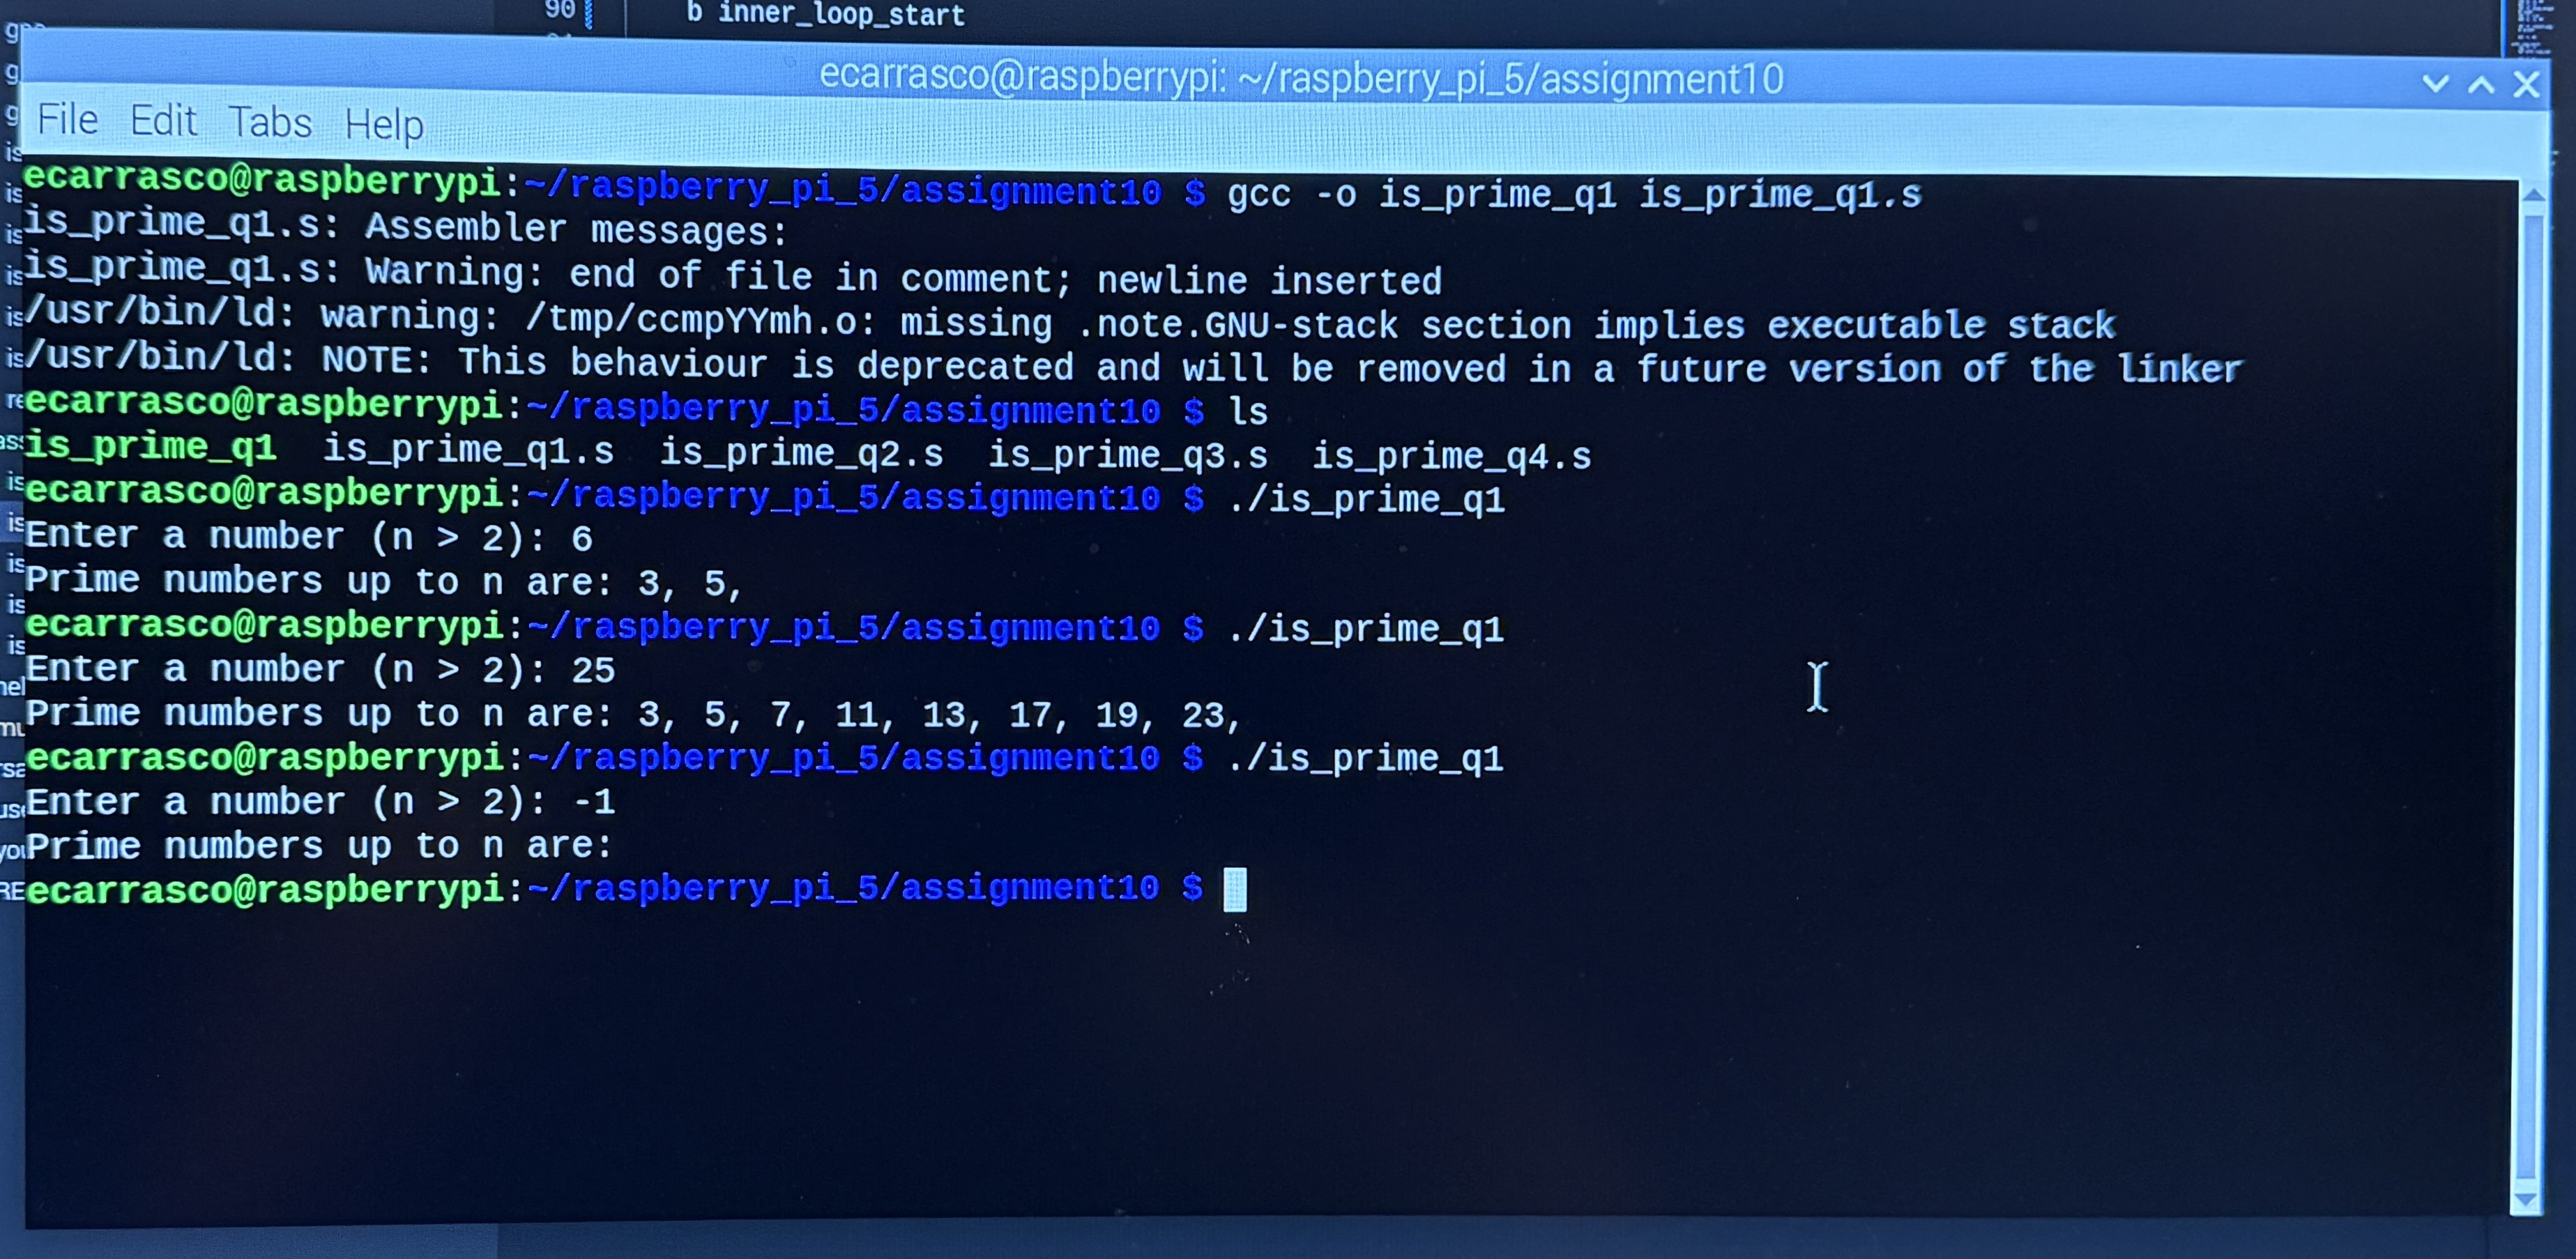 90 b inner_loop_start
ecarrasco@raspberrypi: ~/raspberry_pi_5/assignment10
File Edit Tabs Help
ecarrasco@raspberrypi:~/raspberry_pi_5/assignment10 $ gcc -o is_prime_q1 is_prime_q1.s
is_prime_q1.s: Assembler messages:
is_prime_q1.s: Warning: end of file in comment; newline inserted
/usr/bin/ld: warning: /tmp/ccmpYYmh.o: missing .note.GNU-stack section implies executable stack
/usr/bin/ld: NOTE: This behaviour is deprecated and will be removed in a future version of the linker
ecarrasco@raspberrypi:~/raspberry_pi_5/assignment10 $ ls
is_prime_q1 is_prime_q1.s is_prime_q2.s is_prime_q3.s is_prime_q4.s
ecarrasco@raspberrypi:~/raspberry_pi_5/assignment10 $ ./is_prime_q1
Enter a number (n > 2): 6
Prime numbers up to n are: 3, 5,
ecarrasco@raspberrypi:~/raspberry_pi_5/assignment10 $ ./is_prime_q1
Enter a number (n > 2): 25
Prime numbers up to n are: 3, 5, 7, 11, 13, 17, 19, 23,
ecarrasco@raspberrypi:~/raspberry_pi_5/assignment10 $ ./is_prime_q1
Enter a number (n > 2): -1
Prime numbers up to n are:
ecarrasco@raspberrypi:~/raspberry_pi_5/assignment10 $